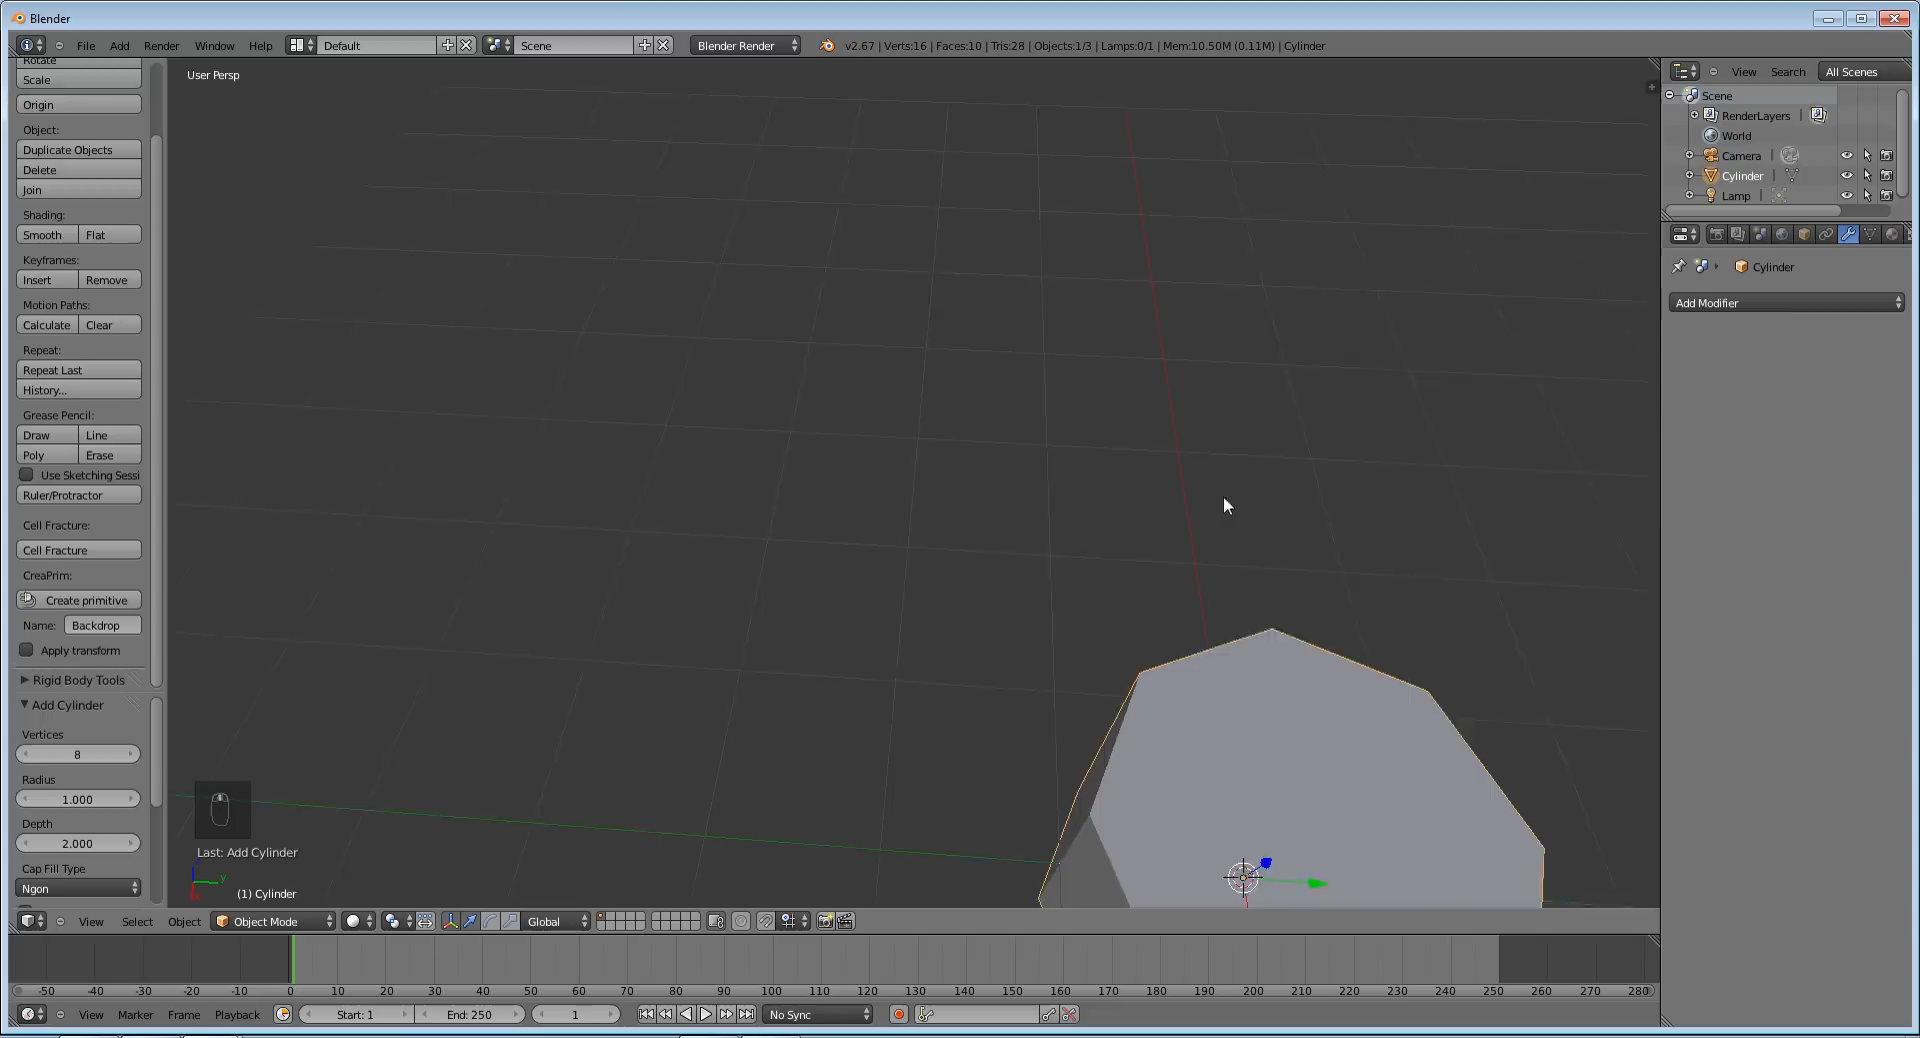 Blender
File Add Render Window Help Default Scene Blender Render v2.67 | Verts:16 | Faces:10 | Tris:28 | Objects:1/3 | Lamps:0/1 | Mem:10.50M (0.11M) | Cylinder
Rotate
Scale
Origin
Object:
Duplicate Objects
Delete
Join
Shading:
Smooth Flat
Keyframes:
Insert Remove
Motion Paths:
Calculate Clear
Repeat:
Repeat Last
History...
Grease Pencil:
Draw Line
Poly Erase
Use Sketching Sessi
Ruler/Protractor
Cell Fracture:
Cell Fracture
CreaPrim:
Create primitive
Name: Backdrop
Apply transform
Rigid Body Tools
Add Cylinder
Vertices
8
Radius
1.000
Depth
2.000
Cap Fill Type
Ngon
User Persp
Last: Add Cylinder
y
(1) Cylinder
View Search All Scenes
Scene
RenderLayers |
World
Camera |
Cylinder |
Lamp |
Cylinder
Add Modifier
View Select Object Object Mode Global
-50 -40 -30 -20 -10 0 10 20 30 40 50 60 70 80 90 100 110 120 130 140 150 160 170 180 190 200 210 220 230 240 250 260 270 280
View Marker Frame Playback Start: 1 End: 250 1 No Sync